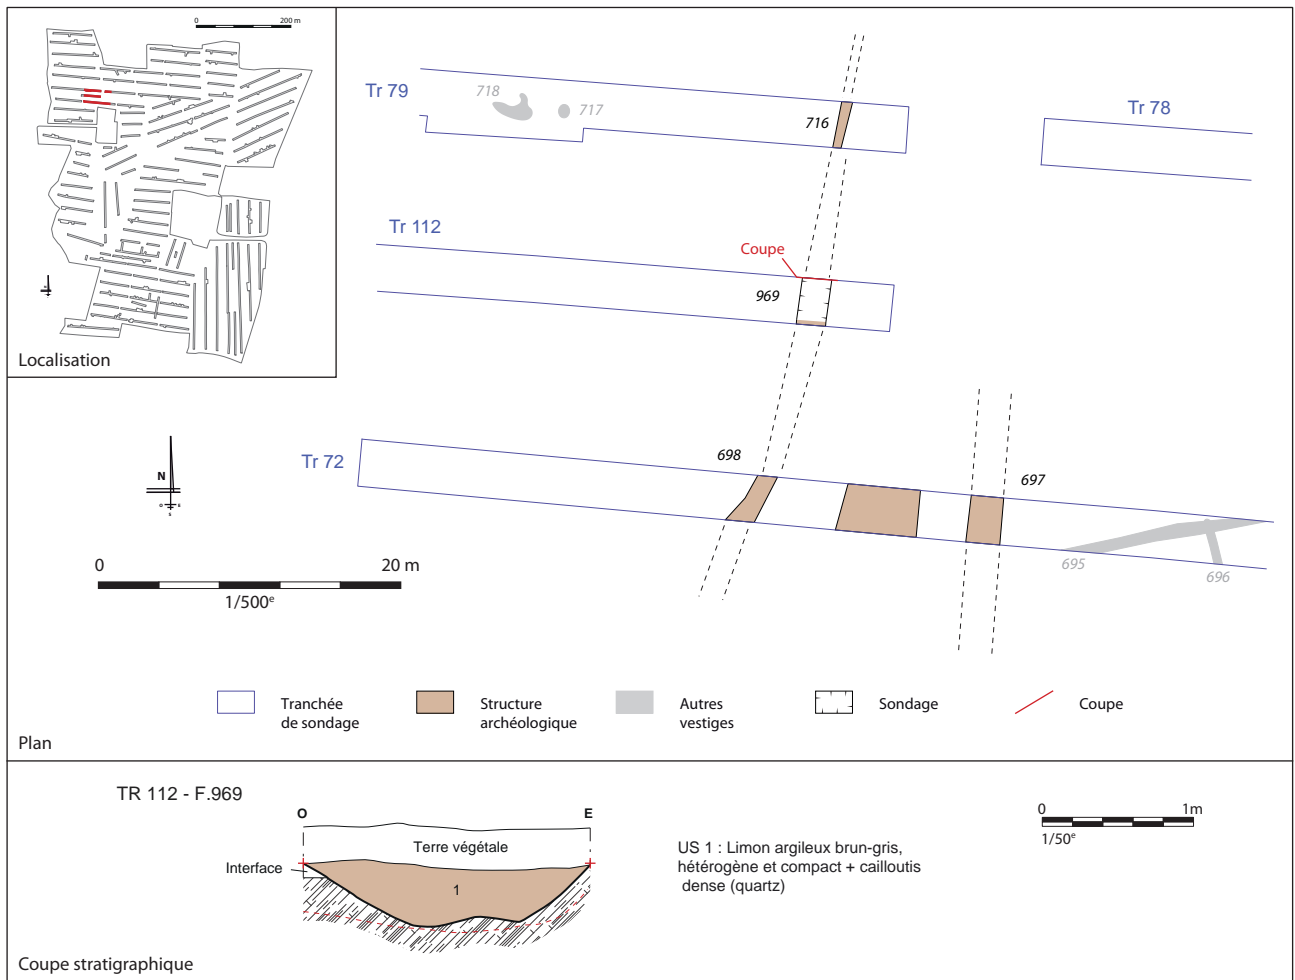 0
200 m
Localisation
Tr 79
718
717
716
Tr 78
Tr 112
Coupe
969
Tr 72
698
697
695
696
N
O
E
S
0
20 m
1/500e
Tranchée
de sondage
Structure
archéologique
Autres
vestiges
Sondage
Coupe
Plan
TR 112 - F.969
O
E
Terre végétale
Interface
1
US 1 : Limon argileux brun-gris,
hétérogène et compact + cailloutis
dense (quartz)
0
1m
1/50e
Coupe stratigraphique